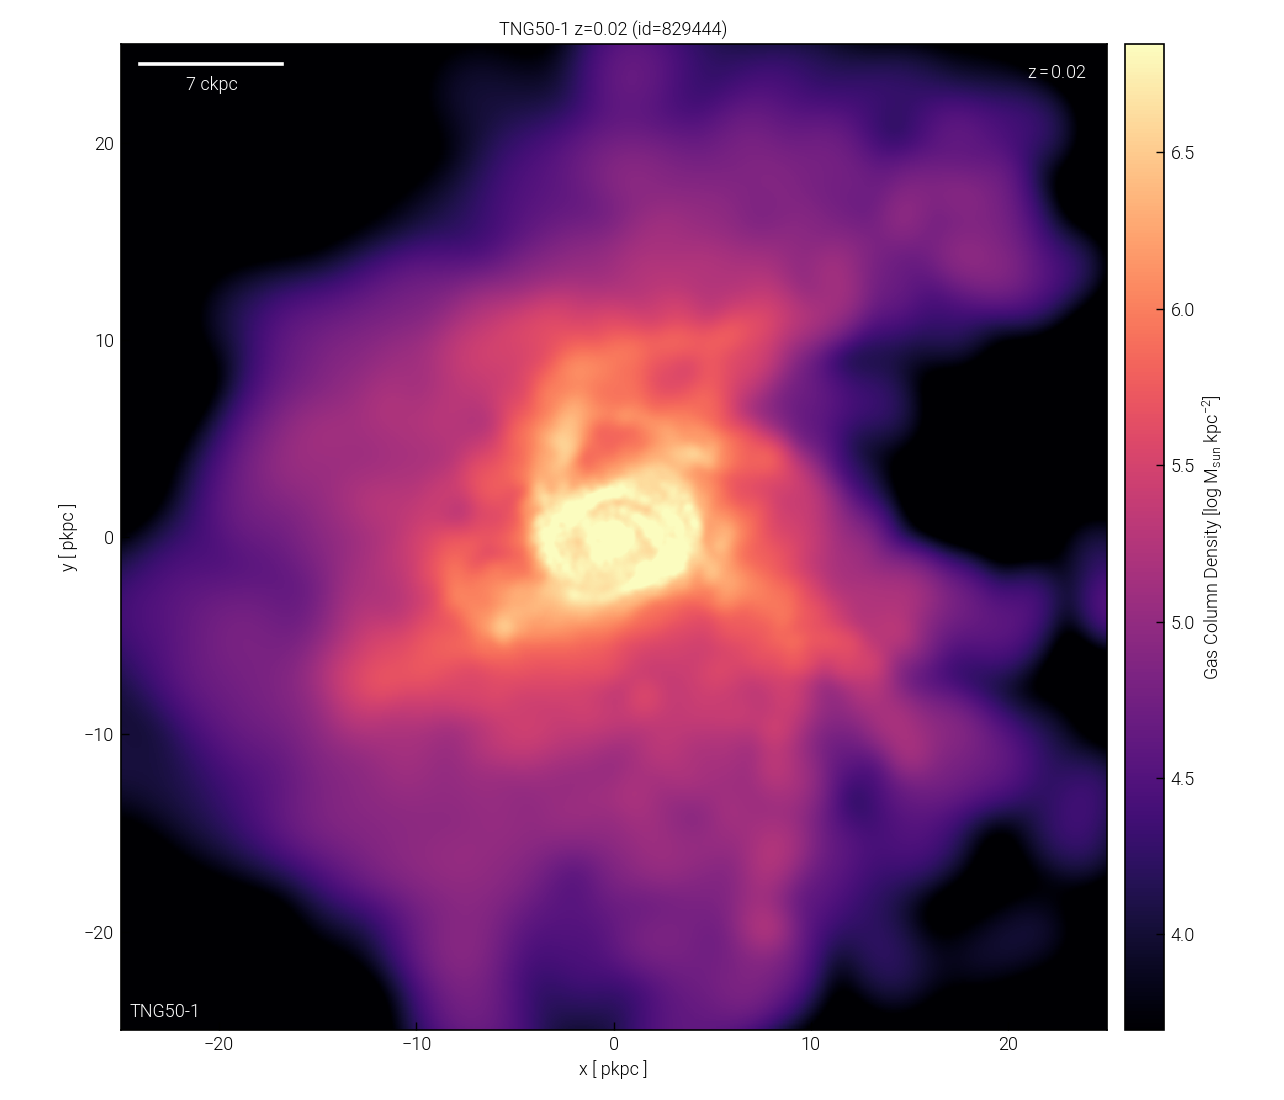 TNG50-1 z=0.02 (id=829444)
7 ckpc
z=0.02
20
10
0
−10
−20
y [ pkpc ]
TNG50-1
−20
−10
0
10
20
x [ pkpc ]
6.5
6.0
5.5
5.0
4.5
4.0
Gas Column Density [log M_sun kpc^−2]